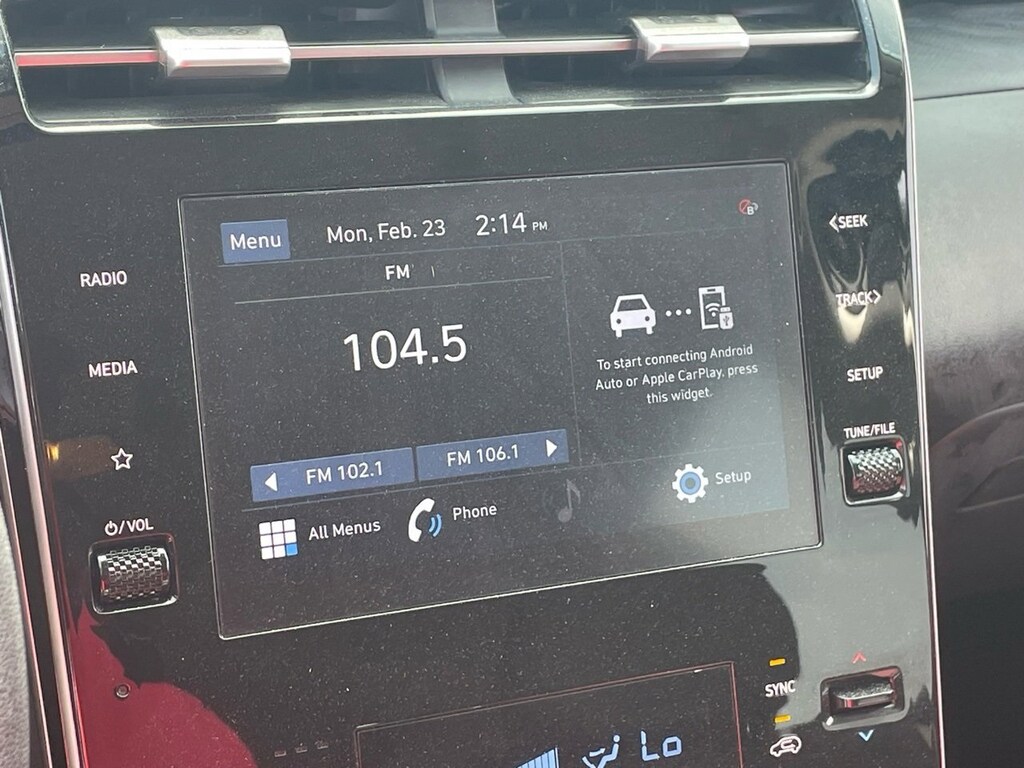 Menu
Mon, Feb. 23
2:14 PM
B
<SEEK
RADIO
FM
104.5
TRACK>
MEDIA
To start connecting Android
Auto or Apple CarPlay, press
this widget.
SETUP
FM 102.1
FM 106.1
TUNE/FILE
All Menus
Phone
Setup
/VOL
SYNC
Lo